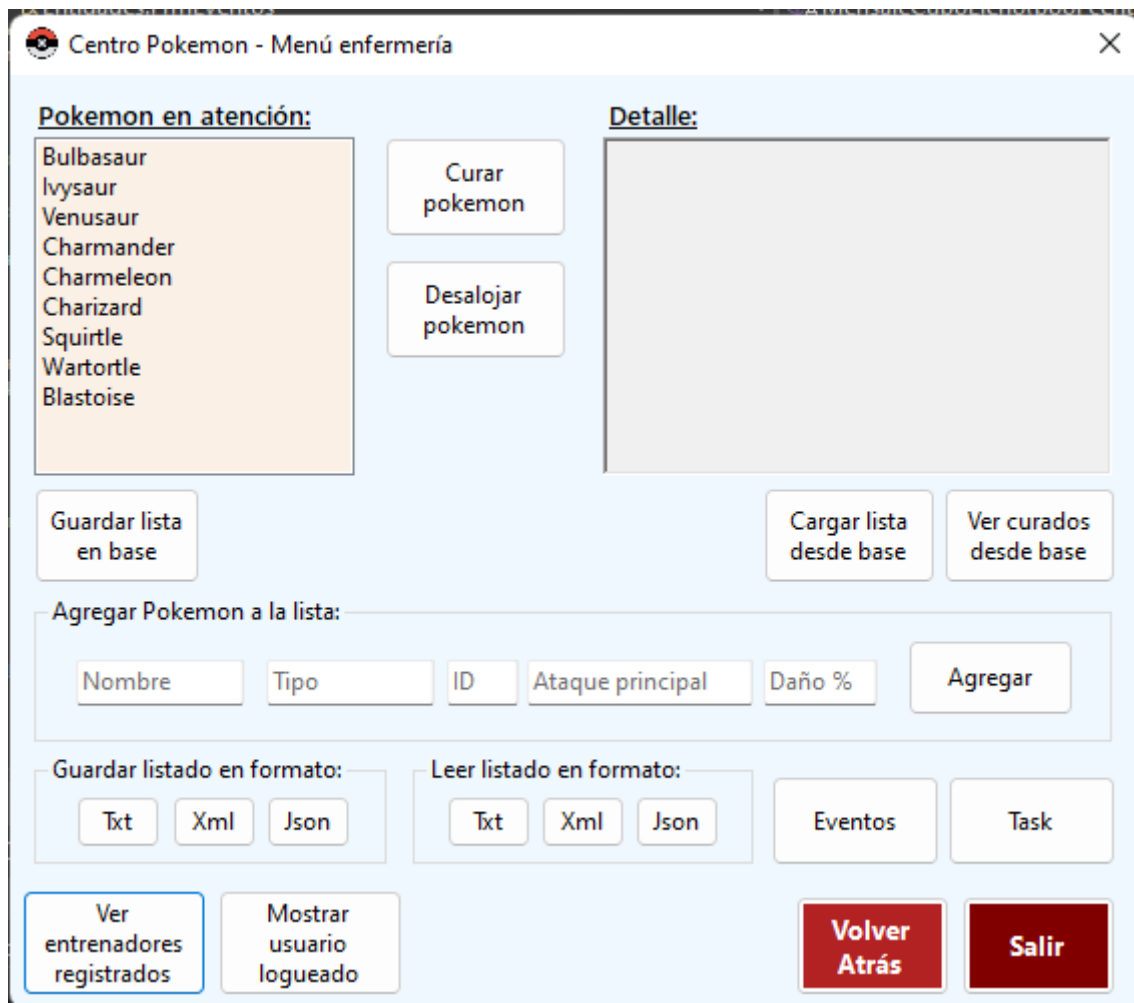 Centro Pokemon - Menú enfermería
Pokemon en atención:
Detalle:
Bulbasaur
Ivysaur
Venusaur
Charmander
Charmeleon
Charizard
Squirtle
Wartortle
Blastoise
Curar
pokemon
Desalojar
pokemon
Guardar lista
en base
Cargar lista
desde base
Ver curados
desde base
Agregar Pokemon a la lista:
Nombre
Tipo
ID
Ataque principal
Daño %
Agregar
Guardar listado en formato:
Txt
Xml
Json
Leer listado en formato:
Txt
Xml
Json
Eventos
Task
Ver
entrenadores
registrados
Mostrar
usuario
logueado
Volver
Atrás
Salir